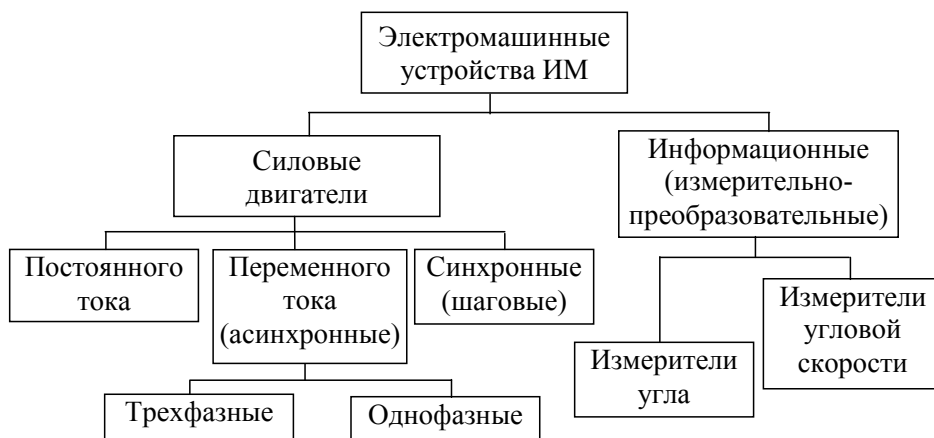 Электромашинные
устройства ИМ
Силовые
двигатели
Информационные
(измерительно-
преобразовательные)
Постоянного
тока
Переменного
тока
(асинхронные)
Синхронные
(шаговые)
Измерители
угла
Измерители
угловой
скорости
Трехфазные
Однофазные